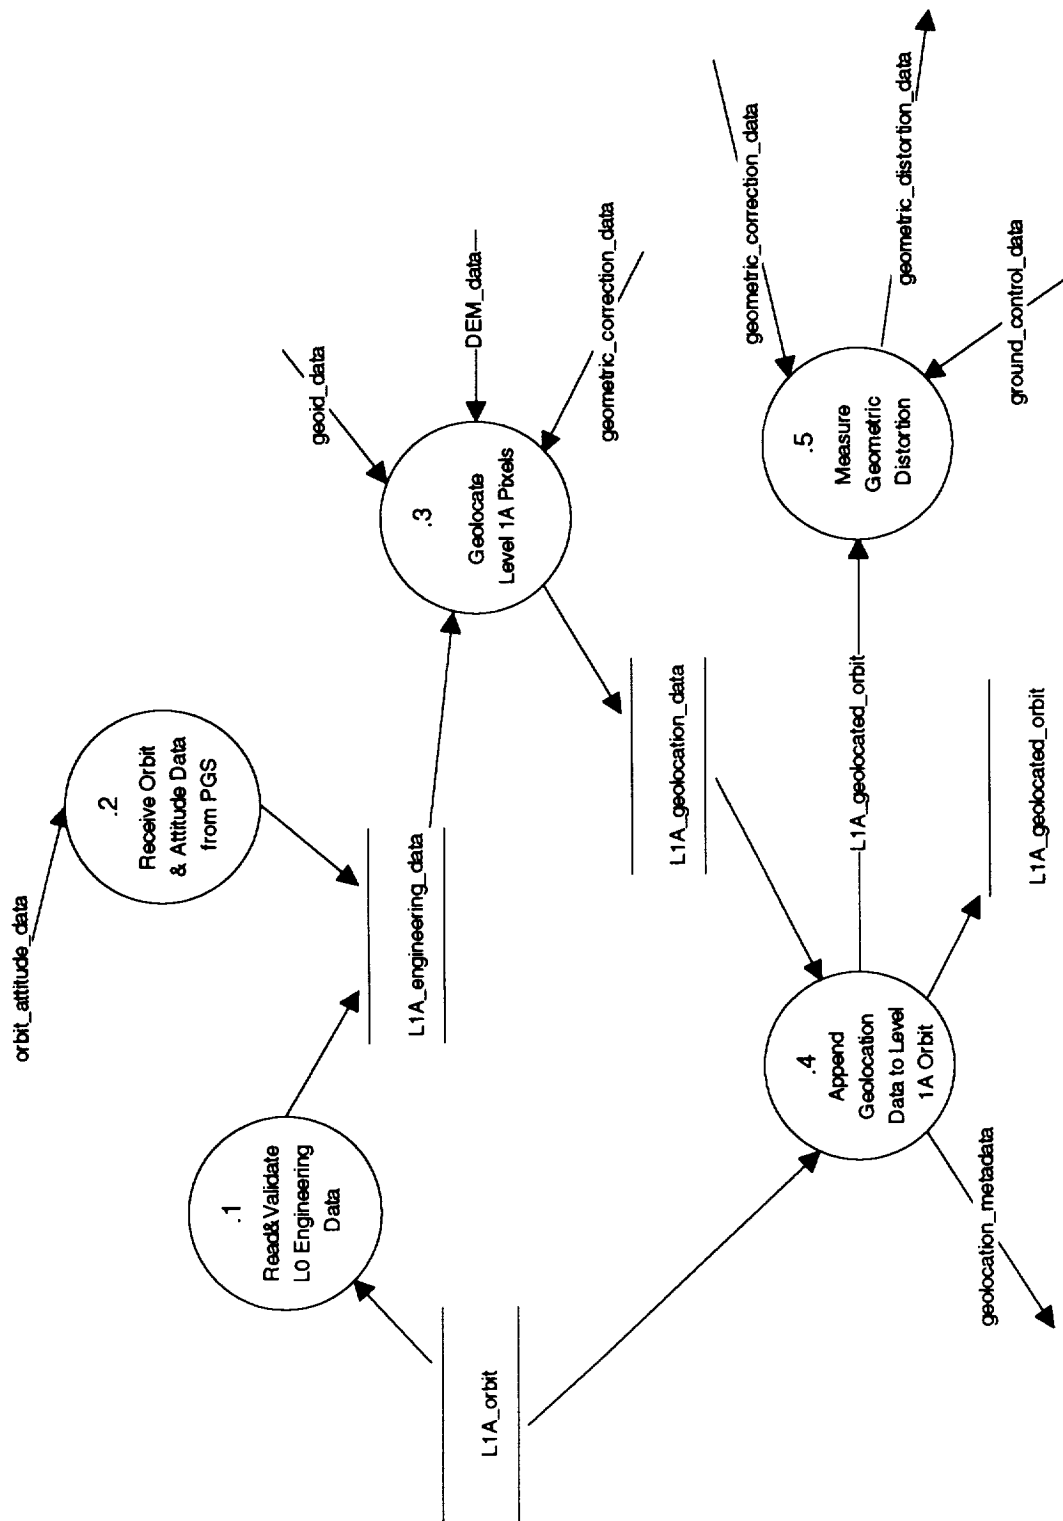 orbit_attitude_data
.2
Receive Orbit
& Attitude Data
from PGS
.1
Read&Validate
L0 Engineering
Data
L1A_engineering_data
geoid_data
.3
Geolocate
Level 1A Pixels
DEM_data
geometric_correction_data
L1A_orbit
L1A_geolocation_data
geometric_correction_data
.4
Append
Geolocation
Data to Level
1A Orbit
L1A_geolocated_orbit
.5
Measure
Geometric
Distortion
geometric_distortion_data
geolocation_metadata
L1A_geolocated_orbit
ground_control_data